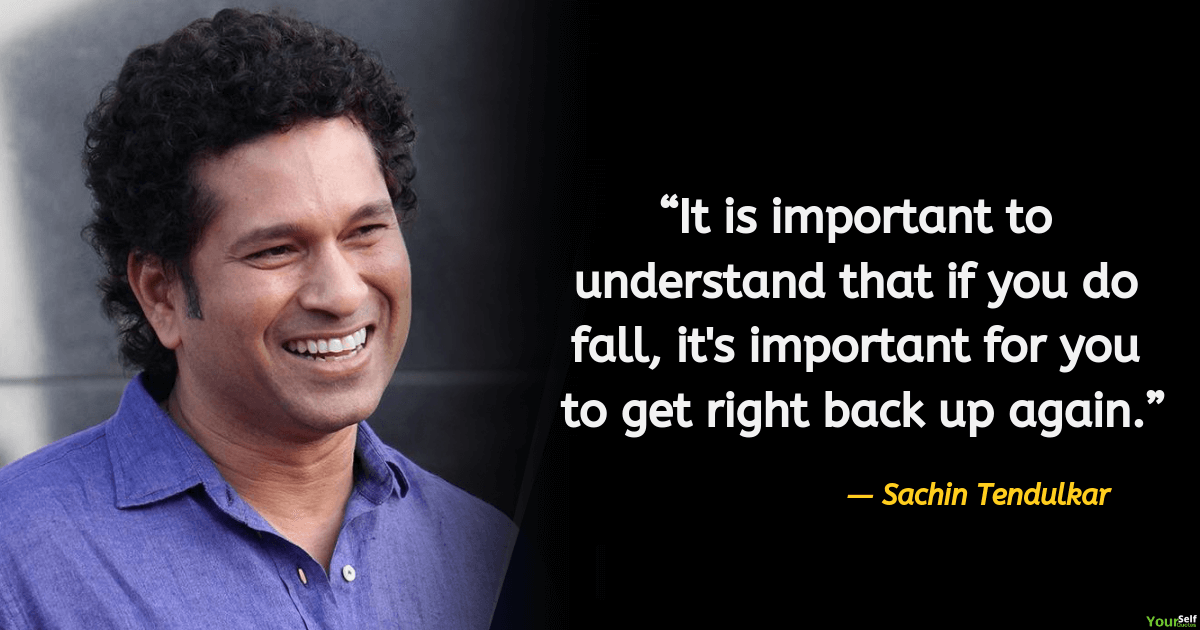 “It is important to
understand that if you do
fall, it's important for you
to get right back up again.”
— Sachin Tendulkar
YourSelf
Quotes